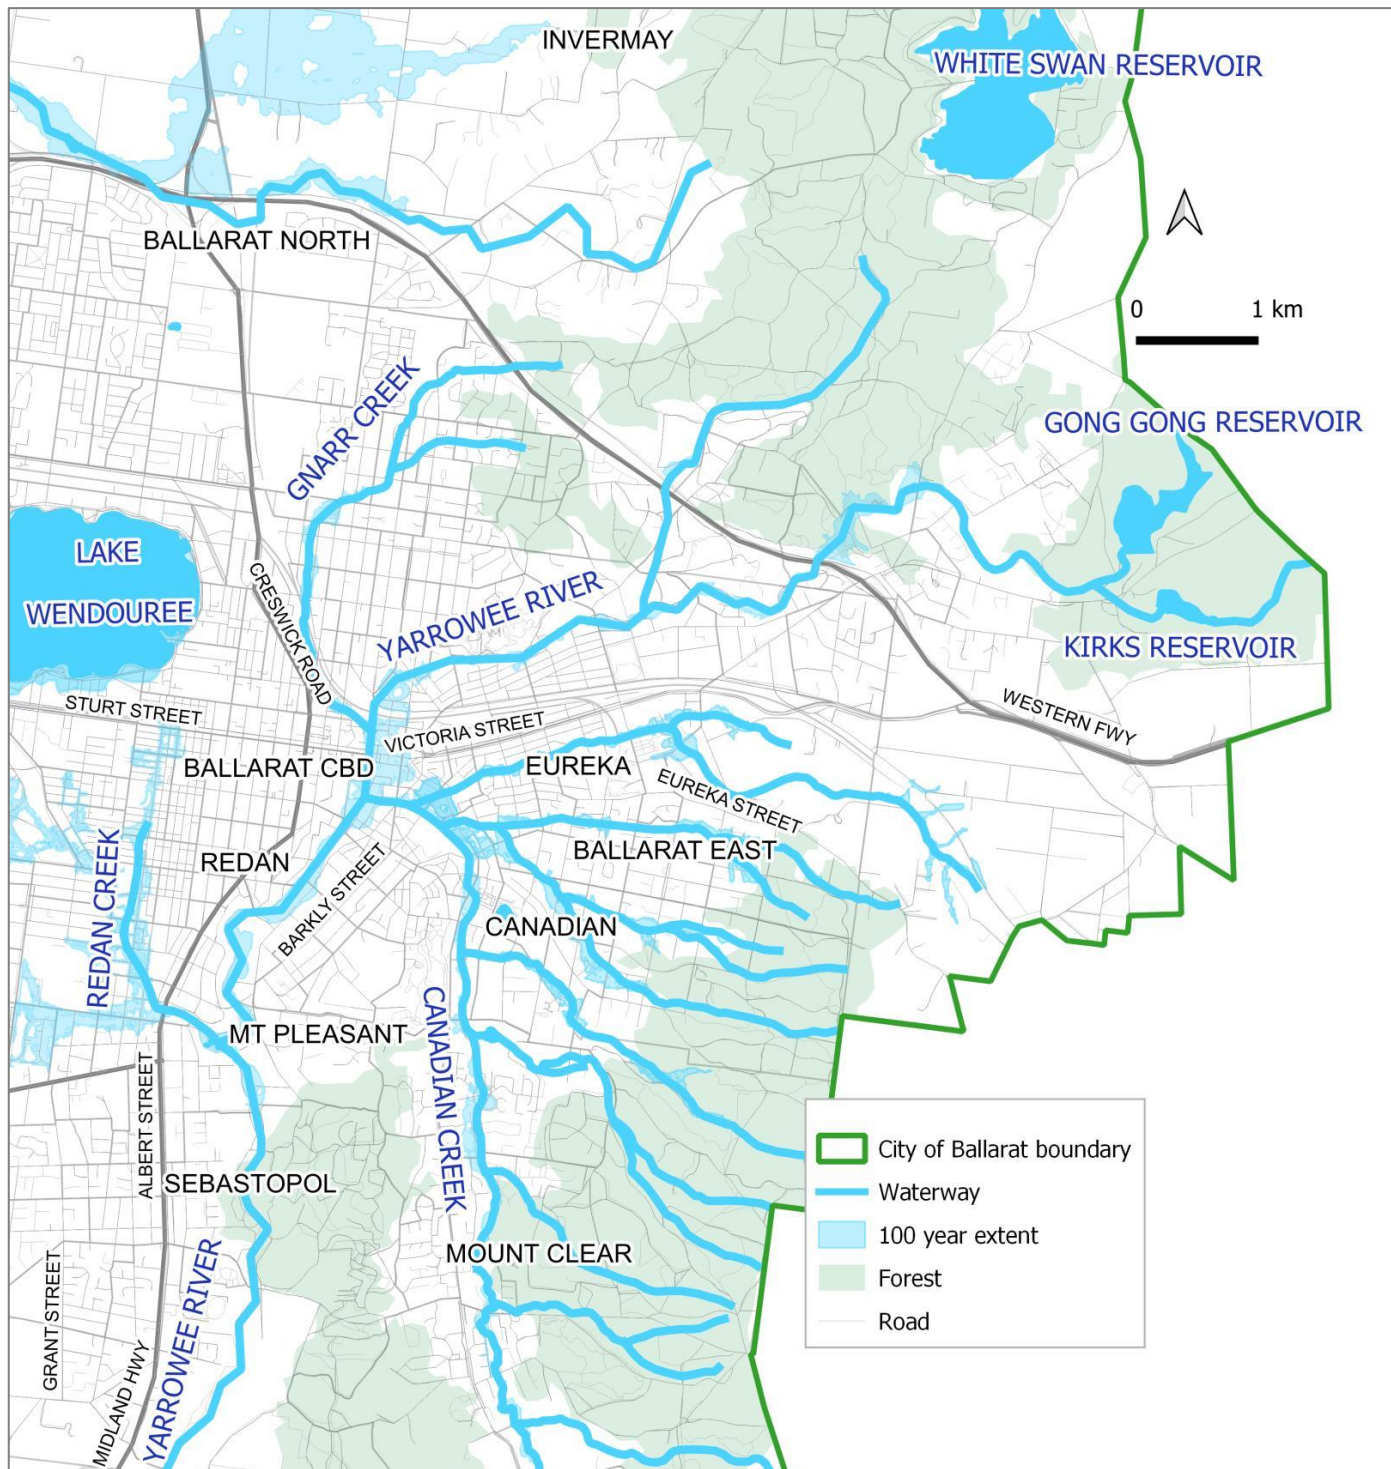 INVERMAY
WHITE SWAN RESERVOIR
BALLARAT NORTH
0 1 km
GNARR CREEK
GONG GONG RESERVOIR
LAKE
WENDOUREE
CRESWICK ROAD
YARROWEE RIVER
KIRKS RESERVOIR
STURT STREET
VICTORIA STREET
WESTERN FWY
BALLARAT CBD
EUREKA
EUREKA STREET
REDAN CREEK
REDAN
BARKLY STREET
BALLARAT EAST
CANADIAN
MT PLEASANT
CANADIAN CREEK
ALBERT STREET
SEBASTOPOL
MOUNT CLEAR
GRANT STREET
MIDLAND HWY
YARROWEE RIVER
City of Ballarat boundary
Waterway
100 year extent
Forest
Road